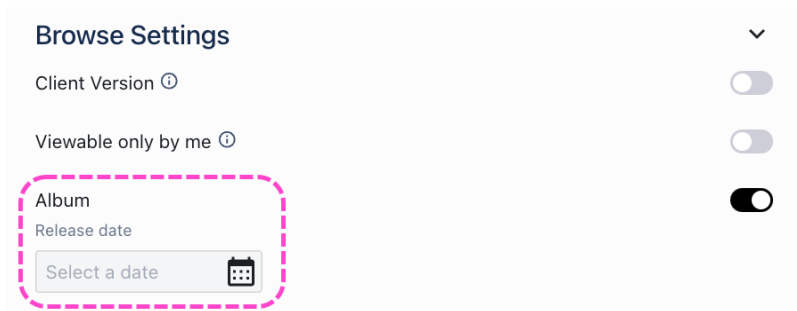 Browse Settings
Client Version
Viewable only by me
Album
Release date
Select a date